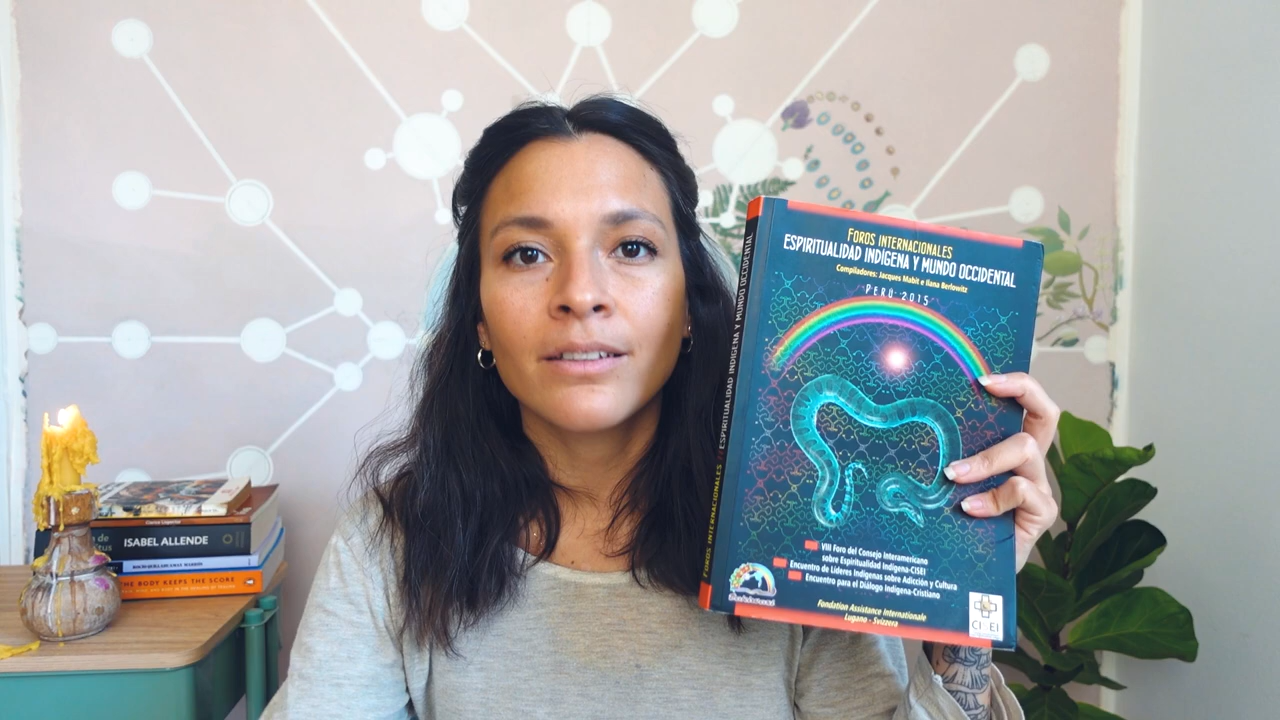 FOROS INTERNACIONALES
ESPIRITUALIDAD INDÍGENA Y MUNDO OCCIDENTAL
Compiladores: Jacques Mabit e Ilana Berlowitz
PERÚ 2015
VIII Foro del Consejo Interamericano
sobre Espiritualidad Indígena-CISEI
Encuentro de Líderes Indígenas sobre Adicción y Cultura
Encuentro para el Diálogo Indígena-Cristiano
Fondation Assistance Internationale
Lugano - Svizzera
CISEI
FOROS INTERNACIONALES // ESPIRITUALIDAD INDÍGENA Y MUNDO OCCIDENTAL
Clarice Lispector
ISABEL ALLENDE
THE BODY KEEPS THE SCORE